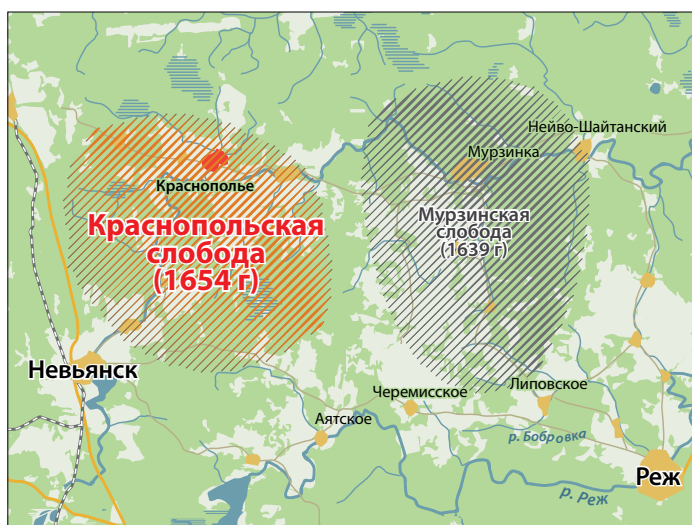 Нейво-Шайтанский
Мурзинка
Краснополье
Краснопольская
слобода
(1654 г)
Мурзинская
слобода
(1639 г)
Невьянск
Черемисское
Липовское
Аятское
р. Бобровка
Реж
р. Реж